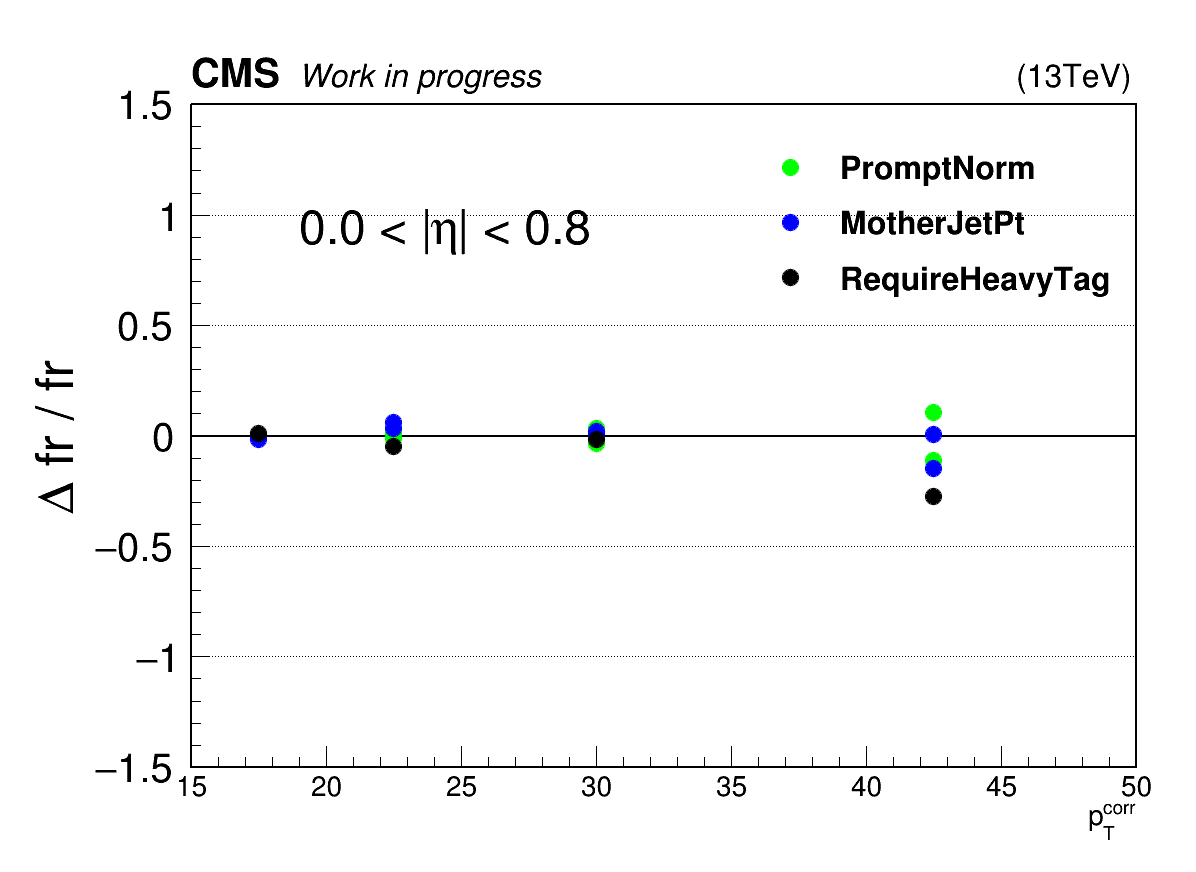 CMS Work in progress (13TeV)
1.5
1
0.5
0
−0.5
−1
−1.5
Δ fr / fr
0.0 < |η| < 0.8
PromptNorm
MotherJetPt
RequireHeavyTag
15 20 25 30 35 40 45 50
p_T^corr